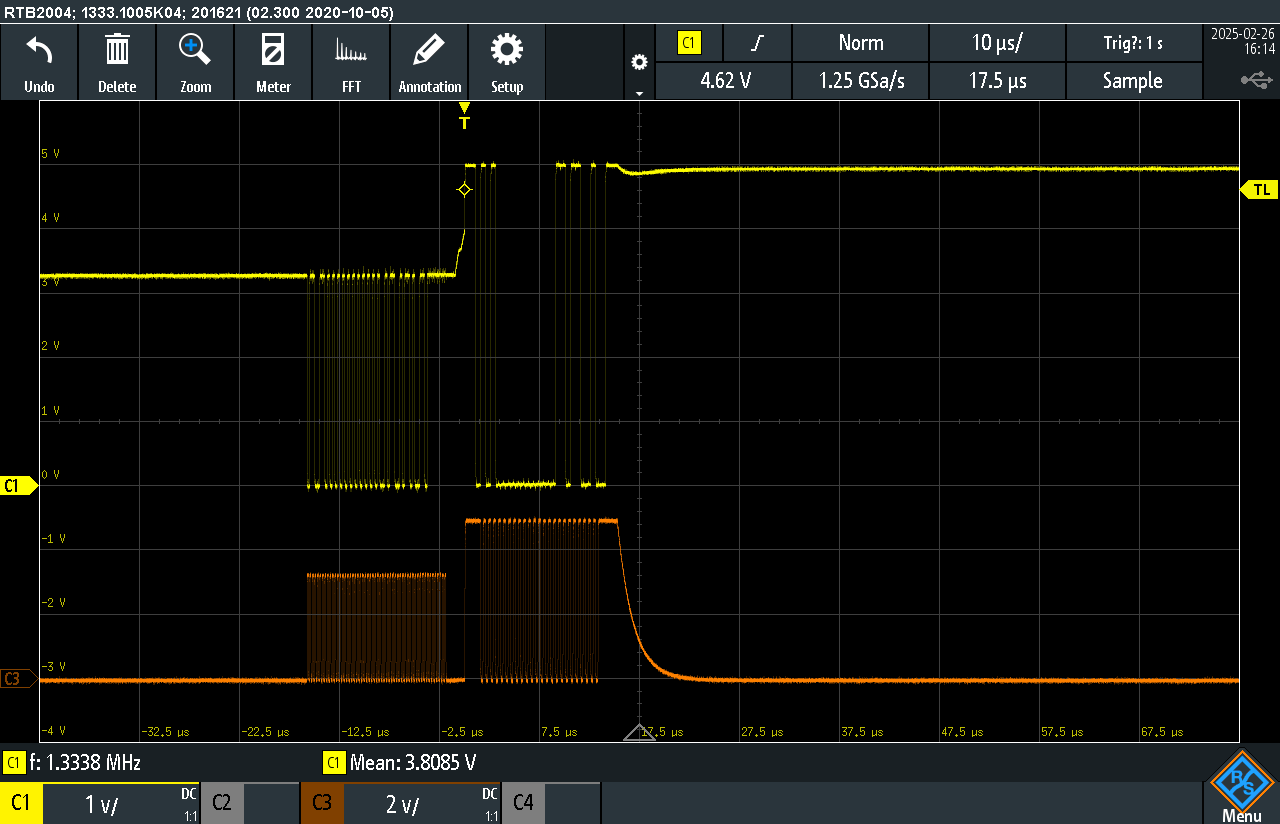 RTB2004; 1333.1005K04; 201621 (02.300 2020-10-05)
Undo Delete Zoom Meter FFT Annotation Setup
C1 Norm 10 µs/ Trig?: 1 s
4.62 V 1.25 GSa/s 17.5 µs Sample
2025-02-26
16:14
T
5 V
TL
4 V
3 V
2 V
1 V
0 V
C1
-1 V
-2 V
-3 V
C3
-4 V -32.5 µs -22.5 µs -12.5 µs -2.5 µs 7.5 µs 17.5 µs 27.5 µs 37.5 µs 47.5 µs 57.5 µs 67.5 µs
C1 f: 1.3338 MHz C1 Mean: 3.8085 V
C1 1 V/ DC 1:1 C2 C3 2 V/ DC 1:1 C4
R S
Menu